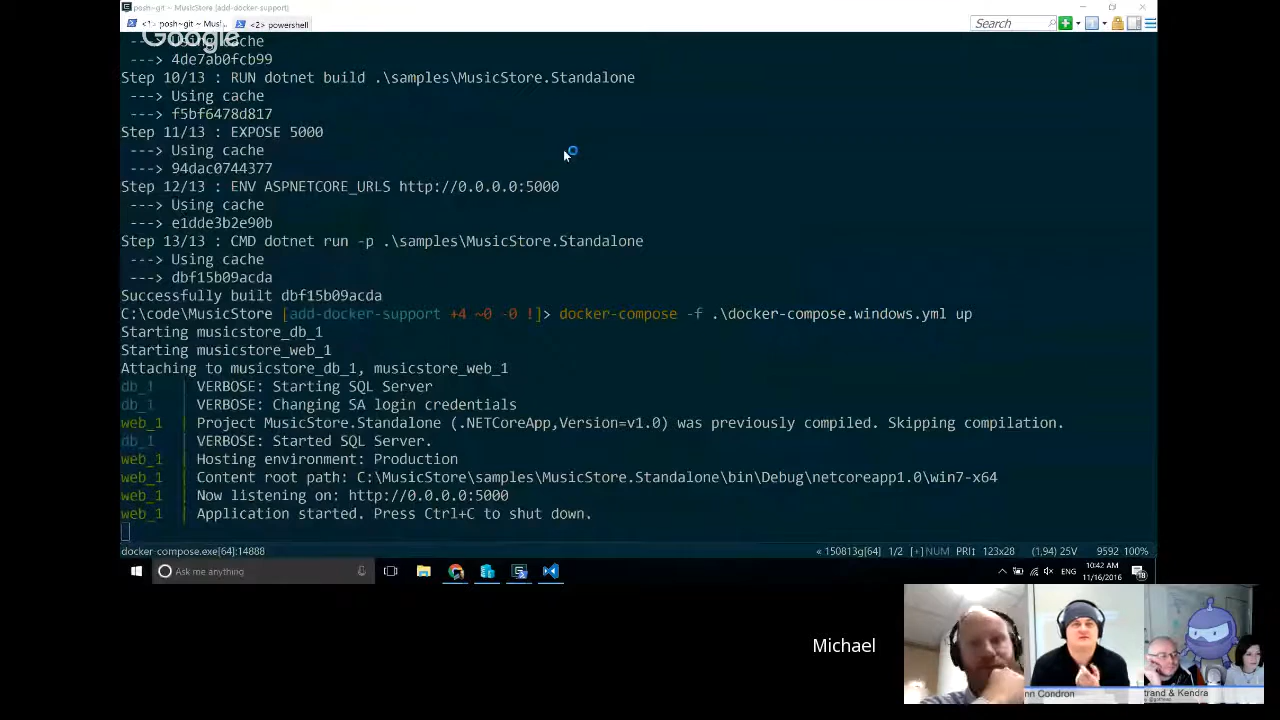 posh~git ~ MusicStore [add-docker-support]
<1> posh~git ~ Musi... <2> powershell
Search
Google
---> Using cache
---> 4de7ab0fcb99
Step 10/13 : RUN dotnet build .\samples\MusicStore.Standalone
---> Using cache
---> f5bf6478d817
Step 11/13 : EXPOSE 5000
---> Using cache
---> 94dac0744377
Step 12/13 : ENV ASPNETCORE_URLS http://0.0.0.0:5000
---> Using cache
---> e1dde3b2e90b
Step 13/13 : CMD dotnet run -p .\samples\MusicStore.Standalone
---> Using cache
---> dbf15b09acda
Successfully built dbf15b09acda
C:\code\MusicStore [add-docker-support +4 ~0 -0 !]> docker-compose -f .\docker-compose.windows.yml up
Starting musicstore_db_1
Starting musicstore_web_1
Attaching to musicstore_db_1, musicstore_web_1
db_1 | VERBOSE: Starting SQL Server
db_1 | VERBOSE: Changing SA login credentials
web_1 | Project MusicStore.Standalone (.NETCoreApp,Version=v1.0) was previously compiled. Skipping compilation.
db_1 | VERBOSE: Started SQL Server.
web_1 | Hosting environment: Production
web_1 | Content root path: C:\MusicStore\samples\MusicStore.Standalone\bin\Debug\netcoreapp1.0\win7-x64
web_1 | Now listening on: http://0.0.0.0:5000
web_1 | Application started. Press Ctrl+C to shut down.
docker-compose.exe[64]:14888 « 150813g[64] 1/2 [+] NUM PRI: 123x28 (1,94) 25V 9592 100%
Ask me anything
ENG
10:42 AM
11/16/2016
18
Michael
nn Condron
trand & Kendra